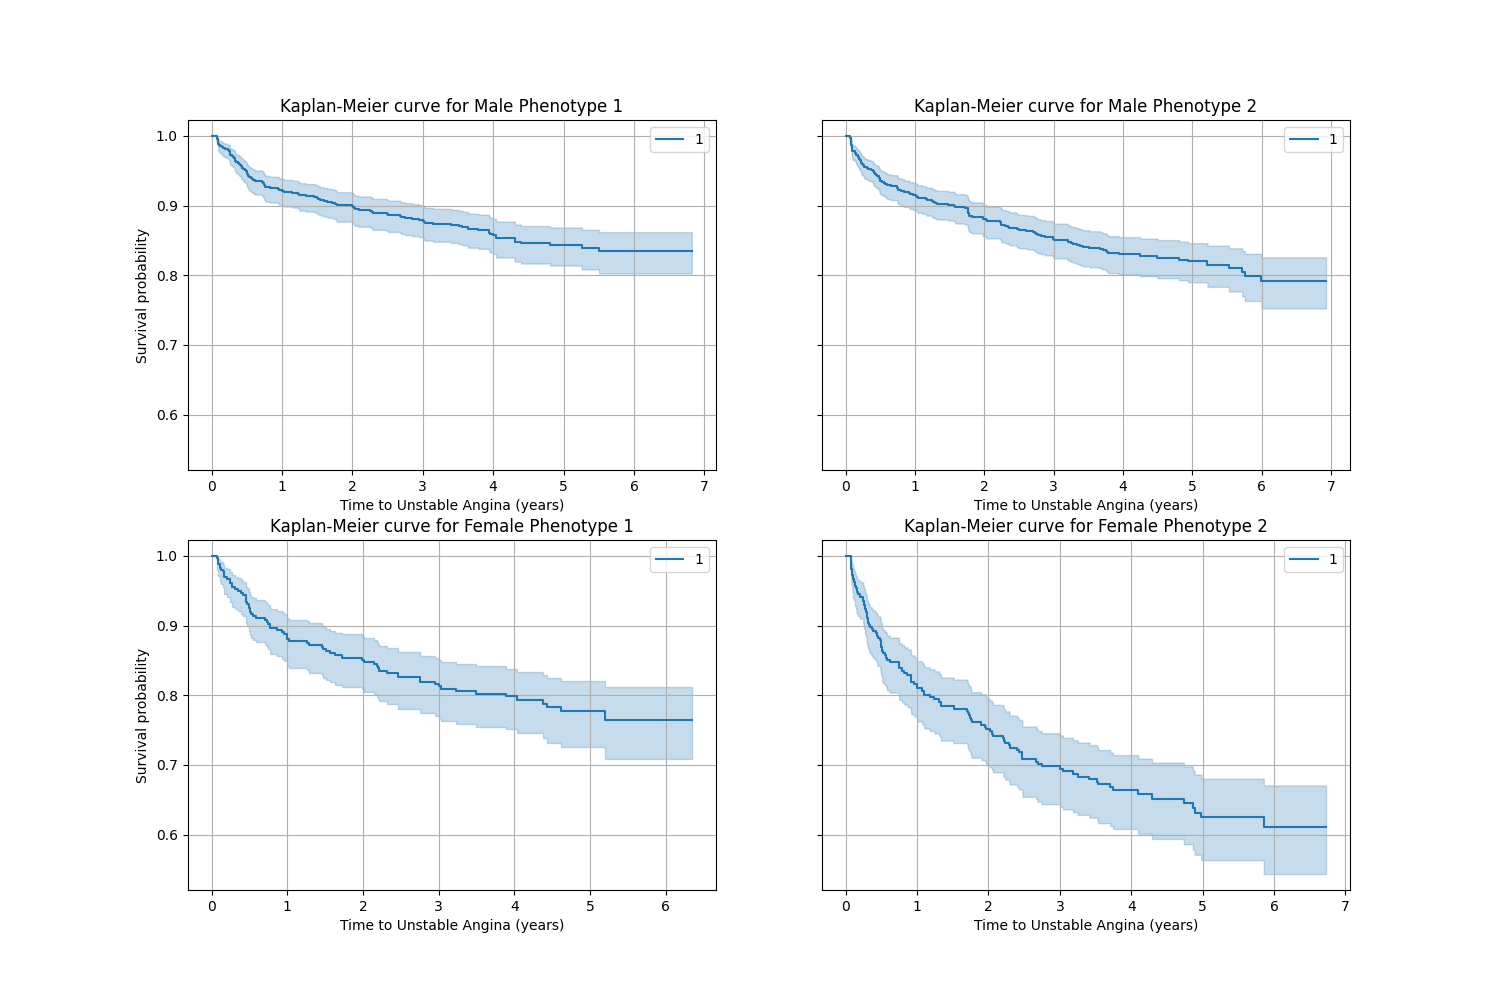 Kaplan-Meier curve for Male Phenotype 1
1.0
0.9
0.8
0.7
0.6
Survival probability
1
0 1 2 3 4 5 6 7
Time to Unstable Angina (years)
Kaplan-Meier curve for Male Phenotype 2
1
0 1 2 3 4 5 6 7
Time to Unstable Angina (years)
Kaplan-Meier curve for Female Phenotype 1
1.0
0.9
0.8
0.7
0.6
Survival probability
1
0 1 2 3 4 5 6
Time to Unstable Angina (years)
Kaplan-Meier curve for Female Phenotype 2
1
0 1 2 3 4 5 6 7
Time to Unstable Angina (years)